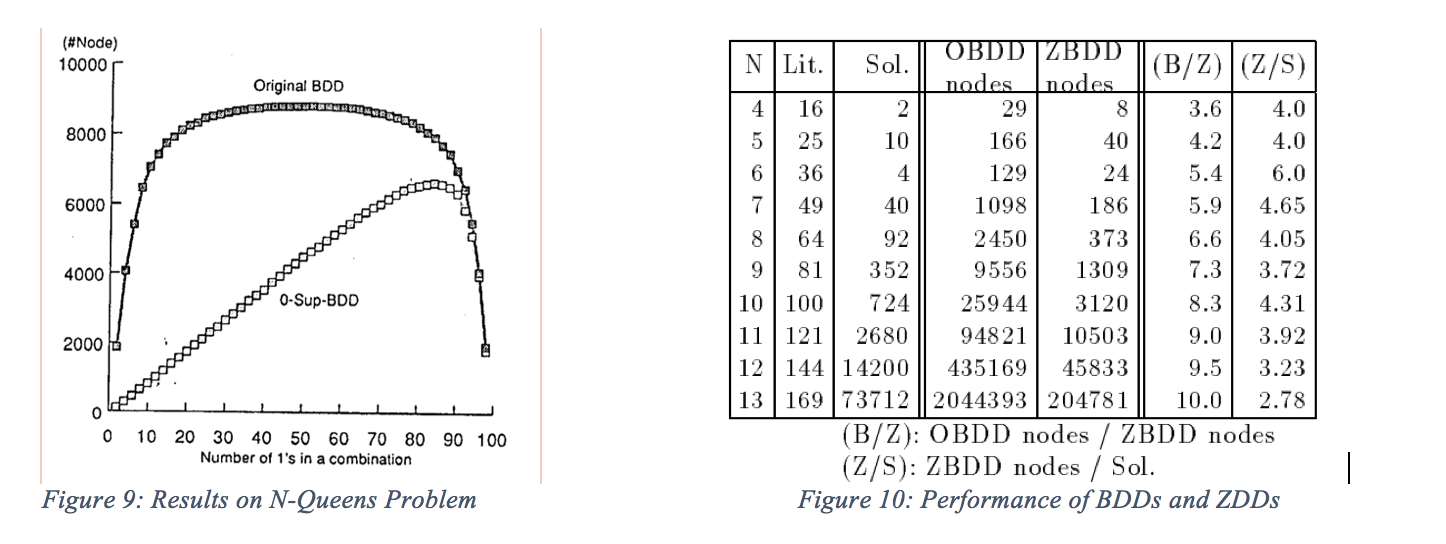 (#Node)
10000
8000
6000
4000
2000
0
Original BDD
0-Sup-BDD
0 10 20 30 40 50 60 70 80 90 100
Number of 1's in a combination
Figure 9: Results on N-Queens Problem
N Lit. Sol. OBDD nodes ZBDD nodes (B/Z) (Z/S)
4 16 2 29 8 3.6 4.0
5 25 10 166 40 4.2 4.0
6 36 4 129 24 5.4 6.0
7 49 40 1098 186 5.9 4.65
8 64 92 2450 373 6.6 4.05
9 81 352 9556 1309 7.3 3.72
10 100 724 25944 3120 8.3 4.31
11 121 2680 94821 10503 9.0 3.92
12 144 14200 435169 45833 9.5 3.23
13 169 73712 2044393 204781 10.0 2.78
(B/Z): OBDD nodes / ZBDD nodes
(Z/S): ZBDD nodes / Sol.
Figure 10: Performance of BDDs and ZDDs